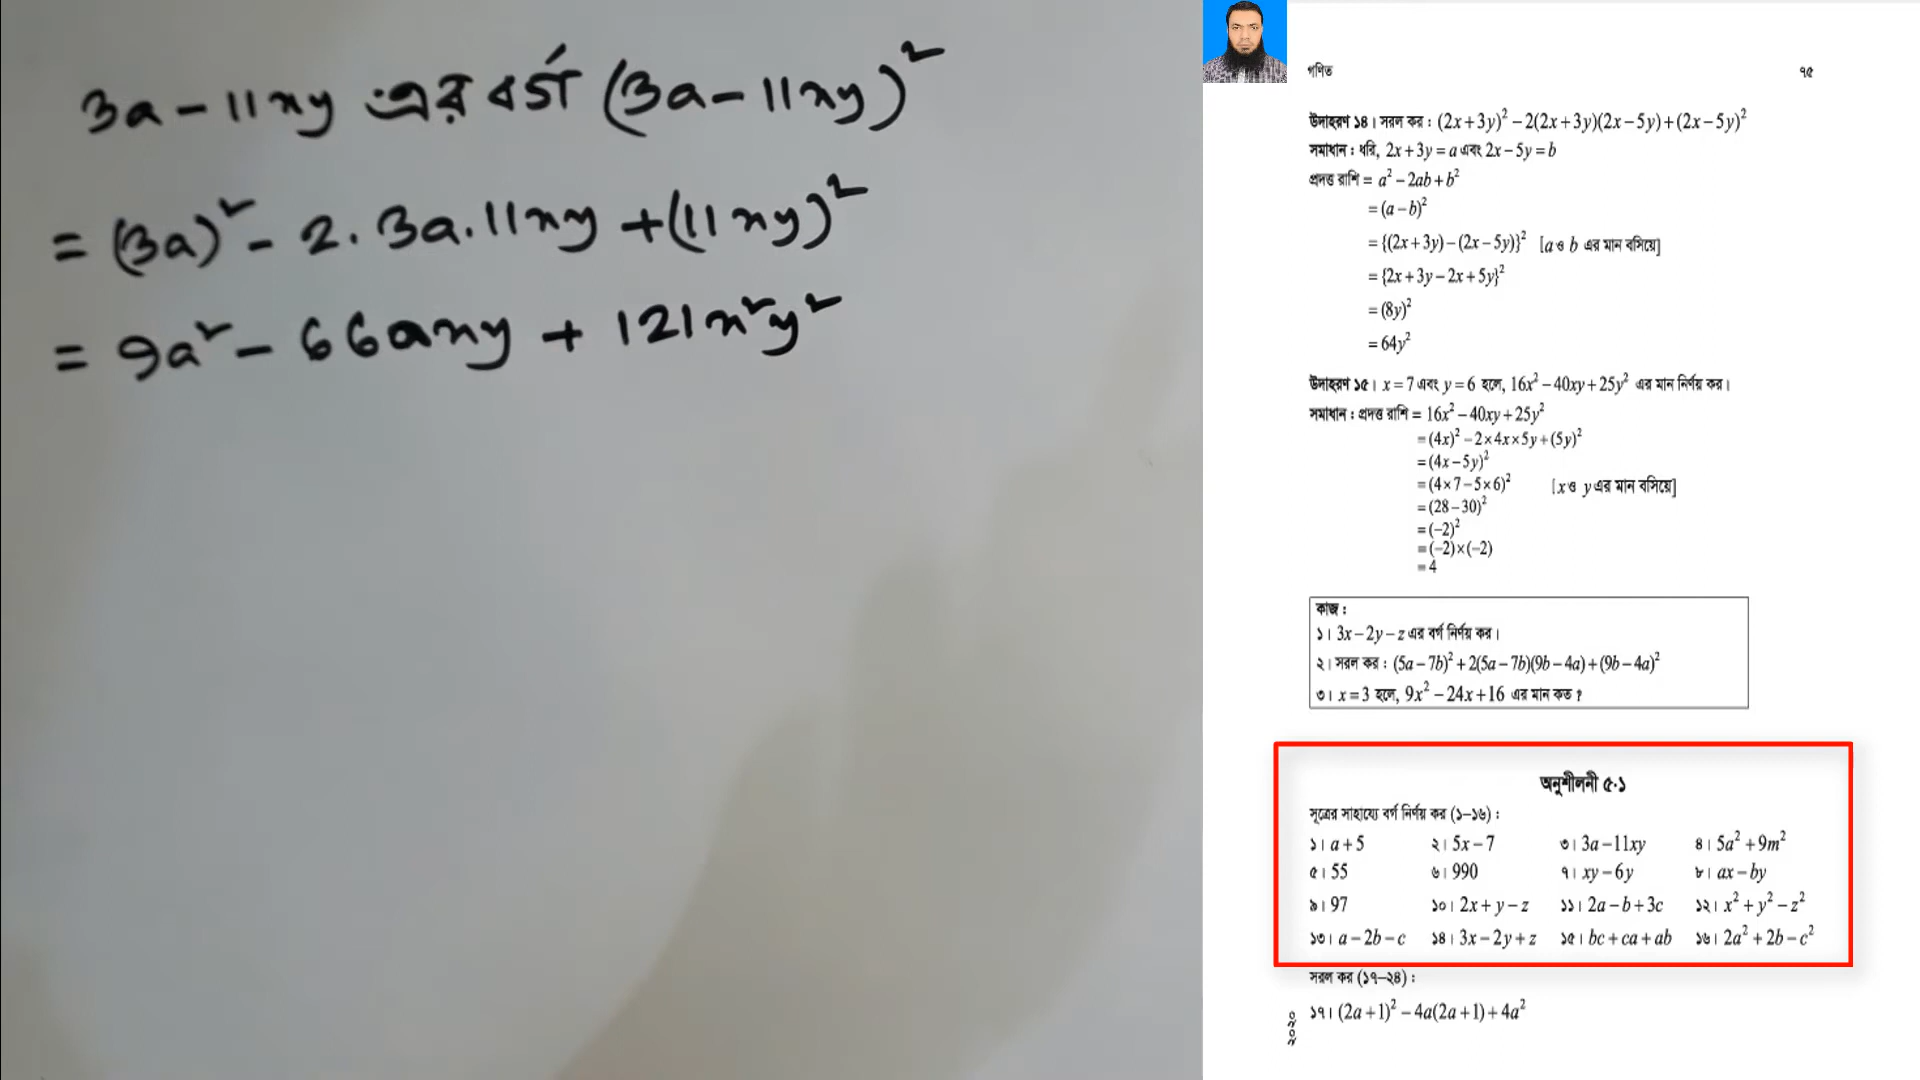 3a - 11xy এর বর্গ (3a - 11xy)²
= (3a)² - 2. 3a. 11xy + (11xy)²
= 9a² - 66axy + 121x²y²
গণিত ৭৫
উদাহরণ ১৪। সরল কর : (2x+3y)² − 2(2x+3y)(2x−5y)+(2x−5y)²
সমাধান : ধরি, 2x+3y = a এবং 2x−5y = b
প্রদত্ত রাশি = a² − 2ab + b²
= (a − b)²
= {(2x+3y)−(2x−5y)}² [a ও b এর মান বসিয়ে]
= {2x+3y−2x+5y}²
= (8y)²
= 64y²
উদাহরণ ১৫। x = 7 এবং y = 6 হলে, 16x² − 40xy + 25y² এর মান নির্ণয় কর।
সমাধান : প্রদত্ত রাশি = 16x² − 40xy + 25y²
= (4x)² − 2×4x×5y + (5y)²
= (4x−5y)²
= (4×7−5×6)² [x ও y এর মান বসিয়ে]
= (28−30)²
= (−2)²
= (−2)×(−2)
= 4
কাজ :
১। 3x−2y−z এর বর্গ নির্ণয় কর।
২। সরল কর : (5a−7b)² + 2(5a−7b)(9b−4a)+(9b−4a)²
৩। x = 3 হলে, 9x² − 24x + 16 এর মান কত ?
অনুশীলনী ৫·১
সূত্রের সাহায্যে বর্গ নির্ণয় কর (১–১৬) :
১। a+5 ২। 5x−7 ৩। 3a−11xy ৪। 5a² + 9m²
৫। 55 ৬। 990 ৭। xy−6y ৮। ax−by
৯। 97 ১০। 2x+y−z ১১। 2a−b+3c ১২। x² + y² − z²
১৩। a−2b−c ১৪। 3x−2y+z ১৫। bc+ca+ab ১৬। 2a² + 2b − c²
সরল কর (১৭–২৪) :
১৭। (2a+1)² − 4a(2a+1) + 4a²